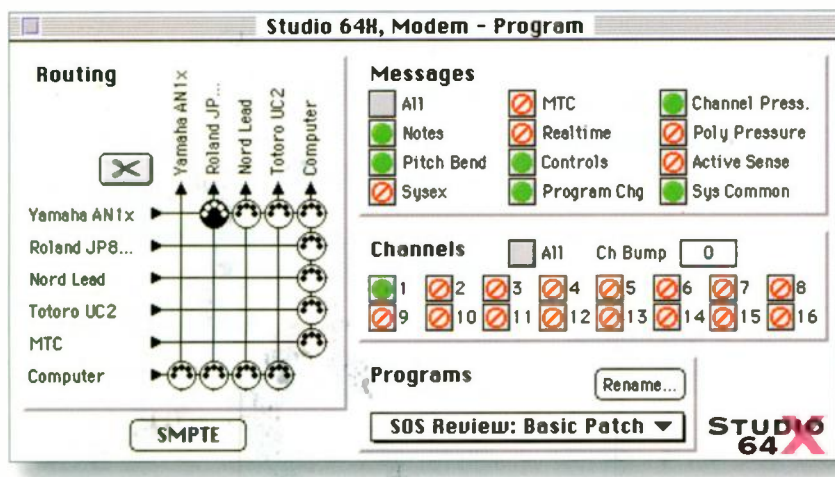 Studio 64X, Modem - Program
Routing
Yamaha AN1x
Roland JP...
Nord Lead
Totoro UC2
Computer
Yamaha AN1x
Roland JP8...
Nord Lead
Totoro UC2
MTC
Computer
SMPTE
Messages
All
MTC
Channel Press.
Notes
Realtime
Poly Pressure
Pitch Bend
Controls
Active Sense
Sysex
Program Chg
Sys Common
Channels
All
Ch Bump 0
1 2 3 4 5 6 7 8
9 10 11 12 13 14 15 16
Programs
Rename...
SOS Review: Basic Patch
STUDIO
64X